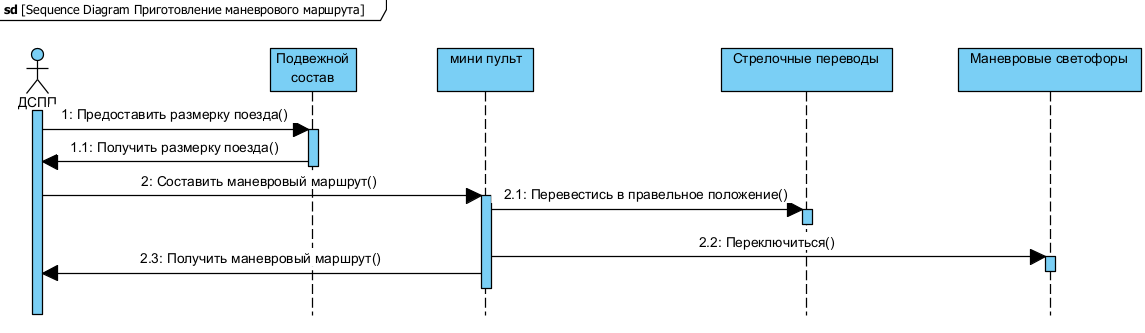 sd [Sequence Diagram Приготовление маневрового маршрута]
Подвежной
состав
мини пульт
Стрелочные переводы
Маневровые светофоры
ДСПП
1: Предоставить размерку поезда()
1.1: Получить размерку поезда()
2: Составить маневровый маршрут()
2.1: Перевестись в правельное положение()
2.2: Переключиться()
2.3: Получить маневровый маршрут()